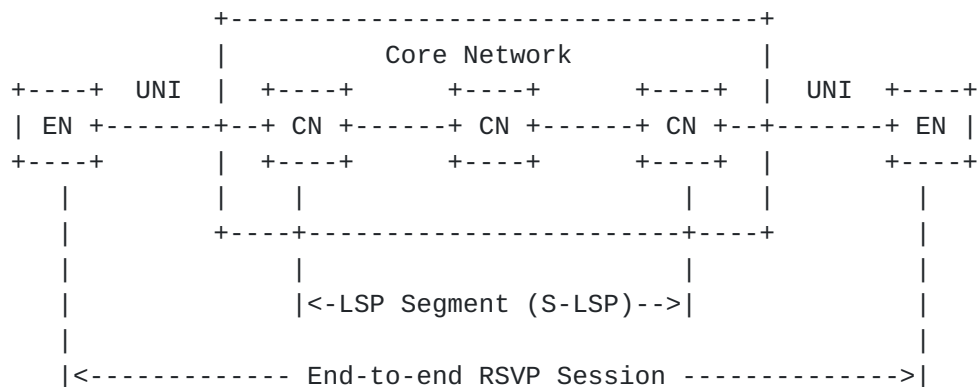 Core Network
UNI UNI
EN CN CN CN EN
<-LSP Segment (S-LSP)-->
<------------- End-to-end RSVP Session -------------->